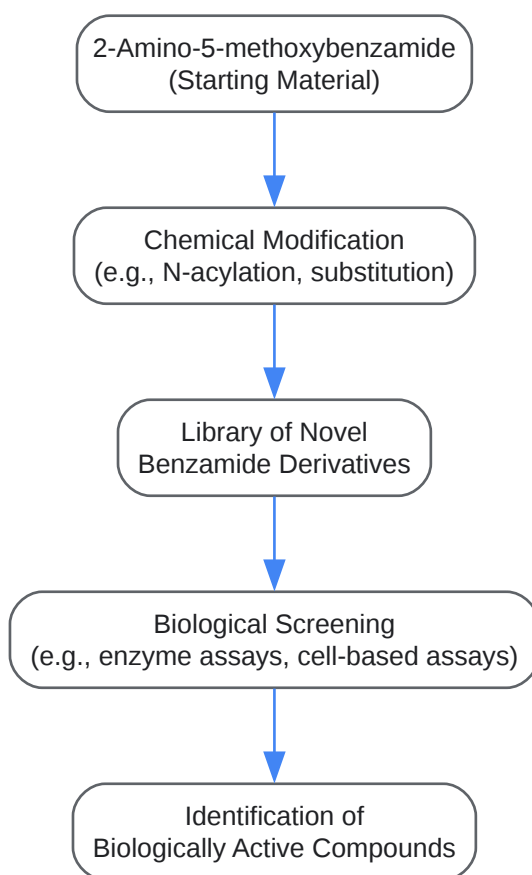 2-Amino-5-methoxybenzamide
(Starting Material)
Chemical Modification
(e.g., N-acylation, substitution)
Library of Novel
Benzamide Derivatives
Biological Screening
(e.g., enzyme assays, cell-based assays)
Identification of
Biologically Active Compounds